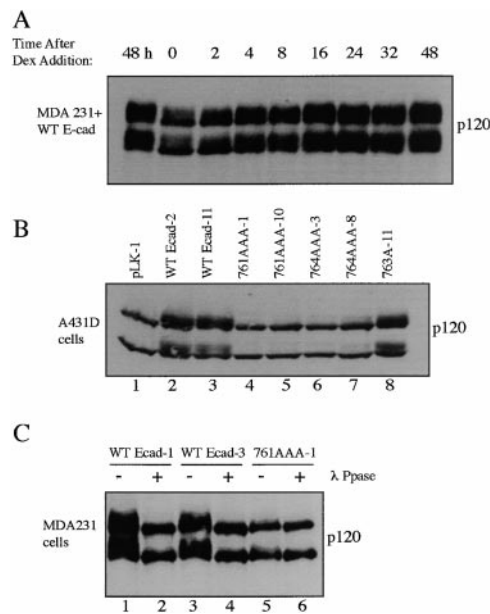 A
Time After
Dex Addition:
48 h 0 2 4 8 16 24 32 48
MDA 231+
WT E-cad
p120
B
pLK-1
WT Ecad-2
WT Ecad-11
761AAA-1
761AAA-10
764AAA-3
764AAA-8
763A-11
A431D
cells
p120
1 2 3 4 5 6 7 8
C
WT Ecad-1 WT Ecad-3 761AAA-1
- + - + - + λ Ppase
MDA231
cells
p120
1 2 3 4 5 6